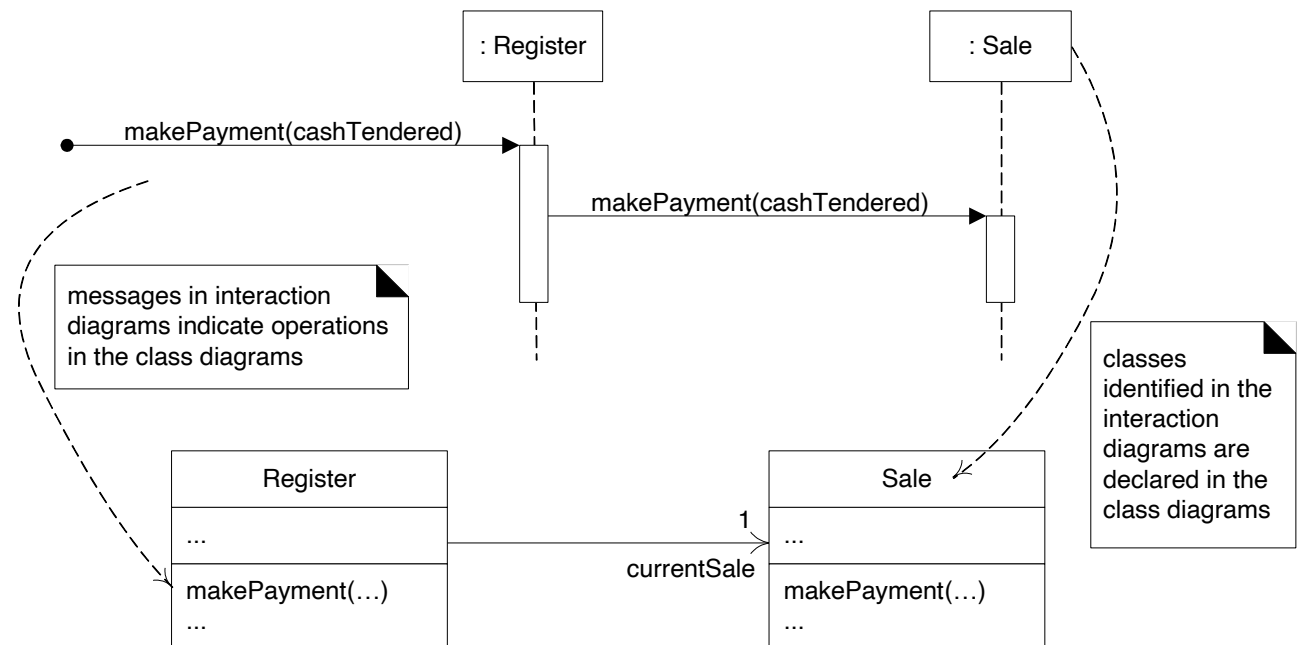 : Register
: Sale
makePayment(cashTendered)
makePayment(cashTendered)
messages in interaction
diagrams indicate operations
in the class diagrams
classes
identified in the
interaction
diagrams are
declared in the
class diagrams
Register
...
makePayment(…)
...
1
currentSale
Sale
...
makePayment(…)
...